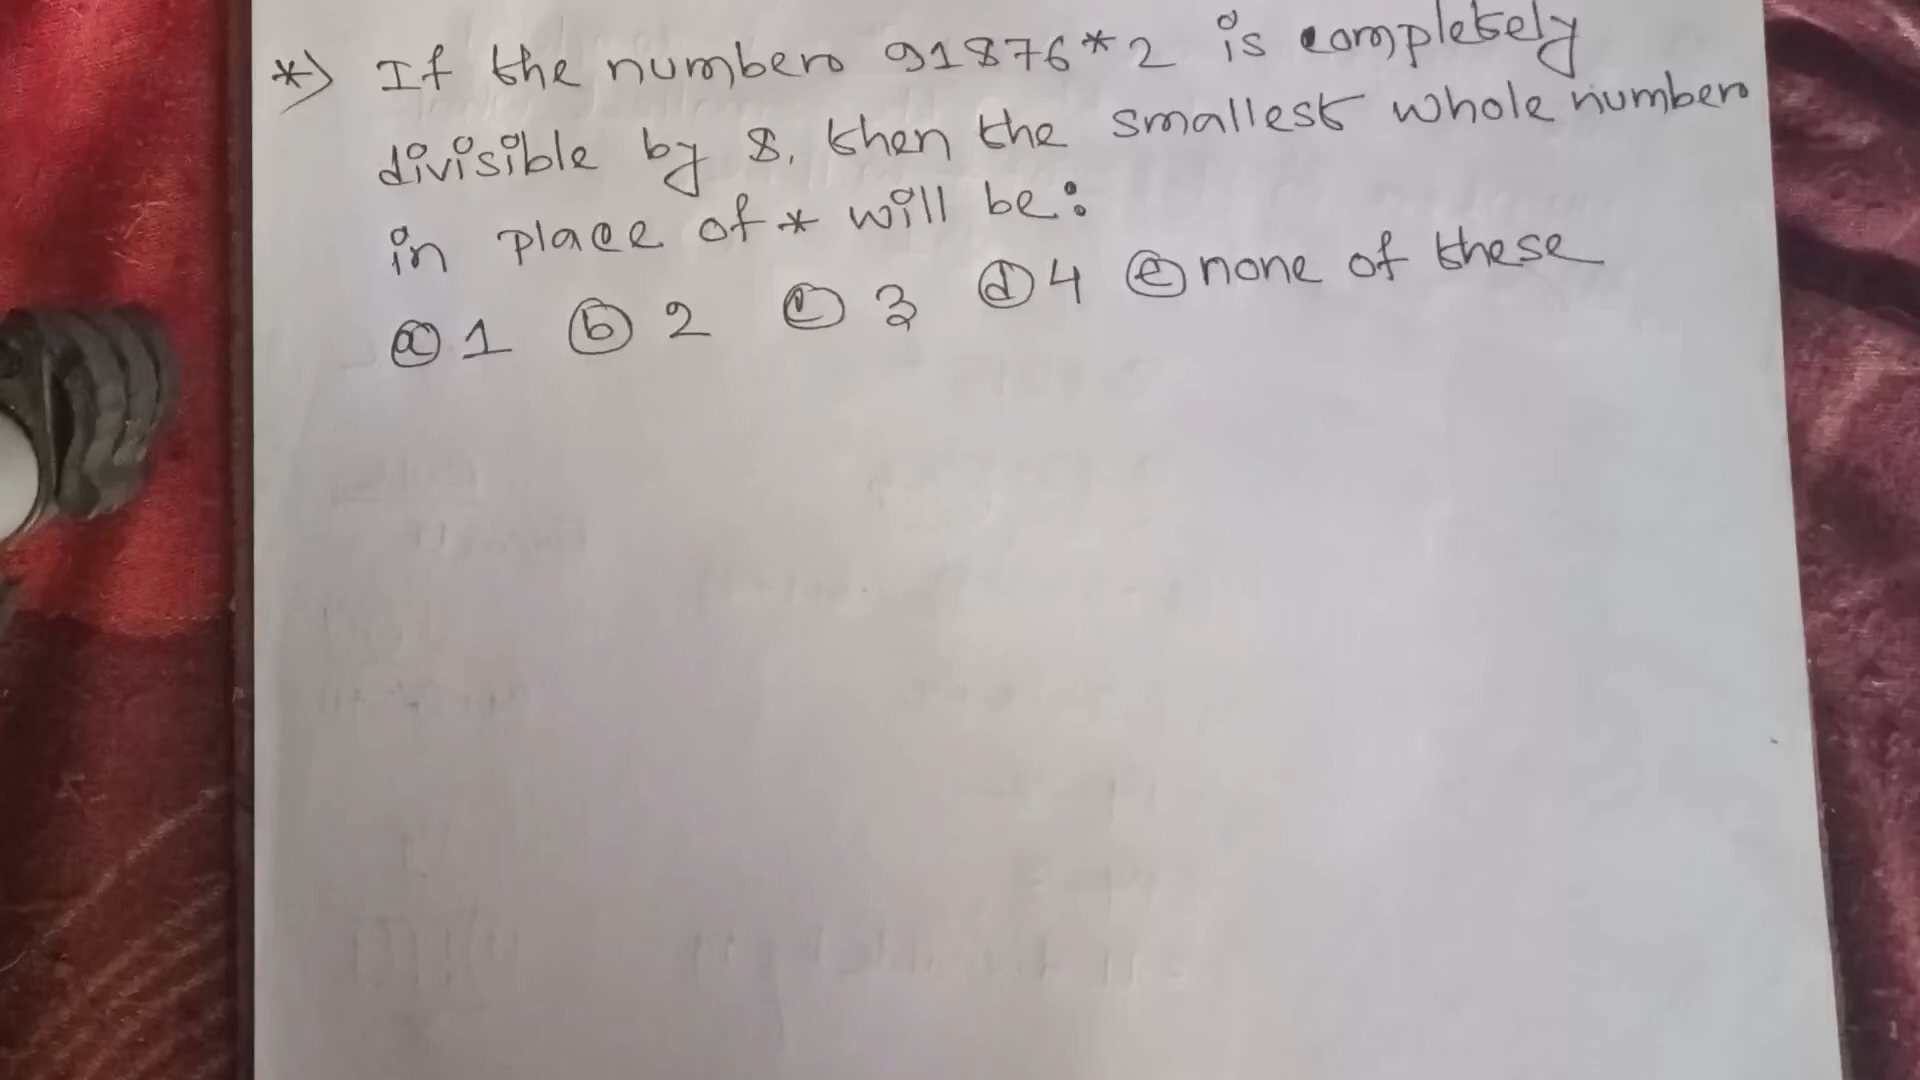 *) If the number 91876*2 is completely
divisible by 8, then the smallest whole number
in place of * will be:
ⓐ 1 ⓑ 2 ⓒ 3 ⓓ 4 ⓔ none of these